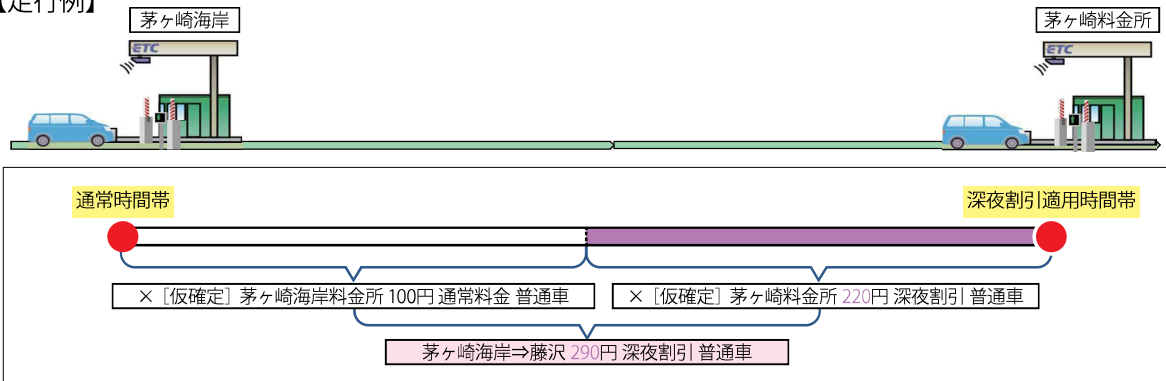 【走行例】
茅ヶ崎海岸
茅ヶ崎料金所
ETC
ETC
通常時間帯
深夜割引適用時間帯
×［仮確定］茅ヶ崎海岸料金所 100円 通常料金 普通車
×［仮確定］茅ヶ崎料金所 220円 深夜割引 普通車
茅ヶ崎海岸⇒藤沢 290円 深夜割引 普通車